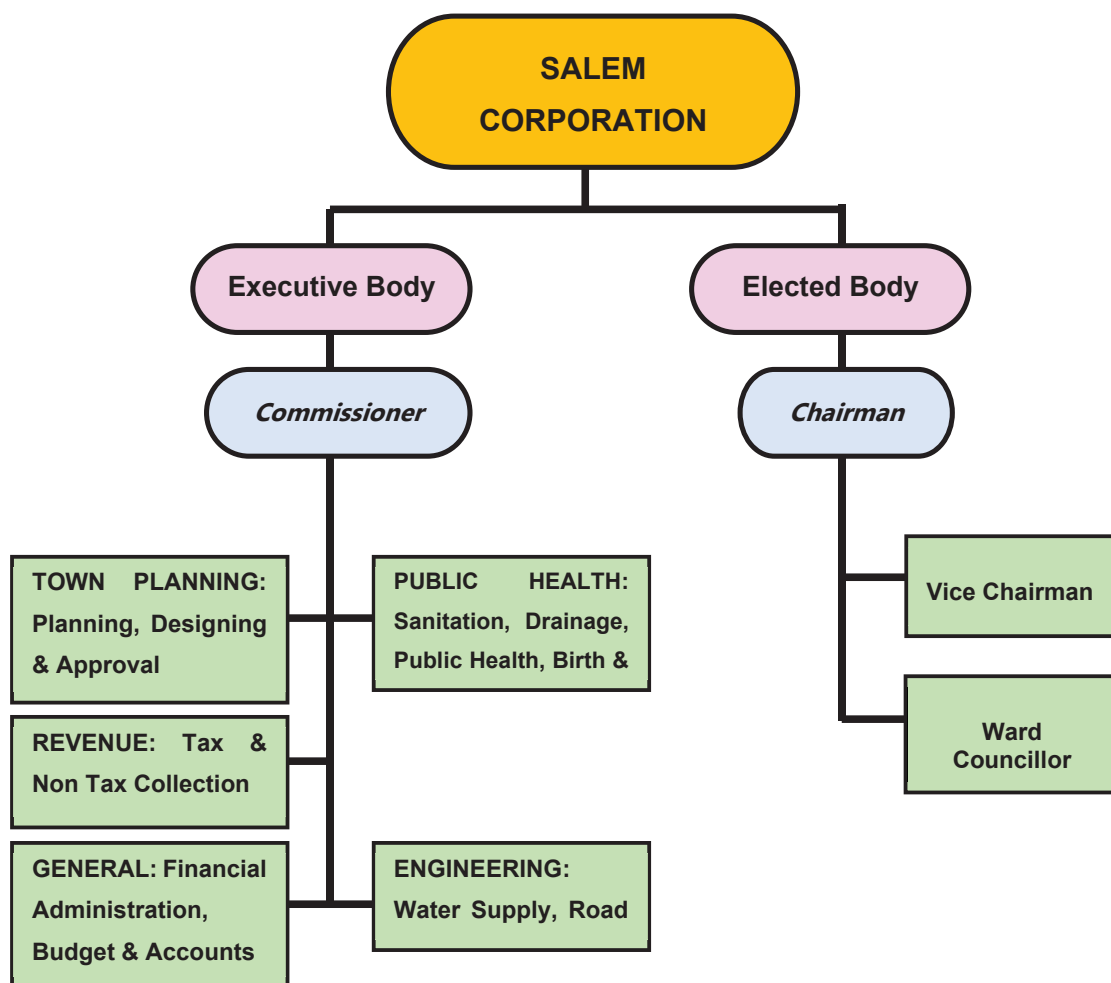 SALEM
CORPORATION
Executive Body
Elected Body
Commissioner
Chairman
TOWN PLANNING:
Planning, Designing
& Approval
PUBLIC HEALTH:
Sanitation, Drainage,
Public Health, Birth &
Vice Chairman
REVENUE: Tax &
Non Tax Collection
Ward
Councillor
GENERAL: Financial
Administration,
Budget & Accounts
ENGINEERING:
Water Supply, Road